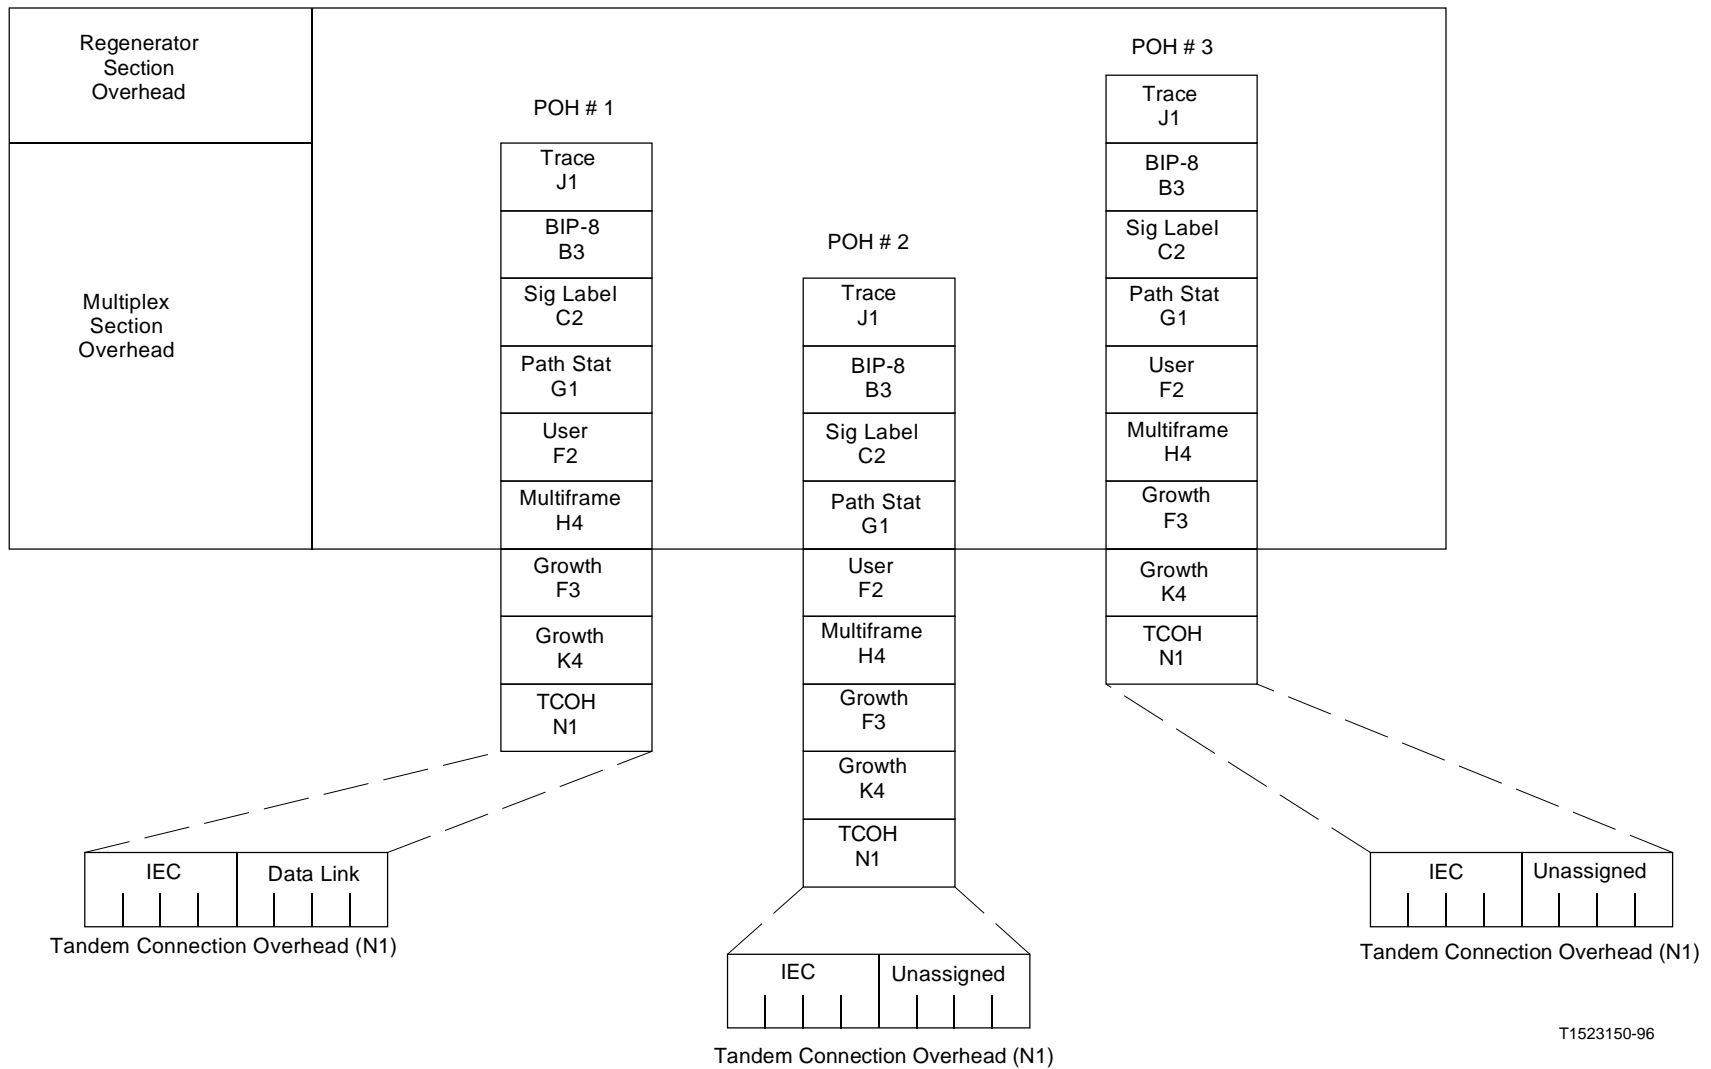 Regenerator
Section
Overhead
Multiplex
Section
Overhead
POH # 1
Trace
J1
BIP-8
B3
Sig Label
C2
Path Stat
G1
User
F2
Multiframe
H4
Growth
F3
Growth
K4
TCOH
N1
IEC
Data Link
Tandem Connection Overhead (N1)
POH # 2
Trace
J1
BIP-8
B3
Sig Label
C2
Path Stat
G1
User
F2
Multiframe
H4
Growth
F3
Growth
K4
TCOH
N1
IEC
Unassigned
Tandem Connection Overhead (N1)
POH # 3
Trace
J1
BIP-8
B3
Sig Label
C2
Path Stat
G1
User
F2
Multiframe
H4
Growth
F3
Growth
K4
TCOH
N1
IEC
Unassigned
Tandem Connection Overhead (N1)
T1523150-96